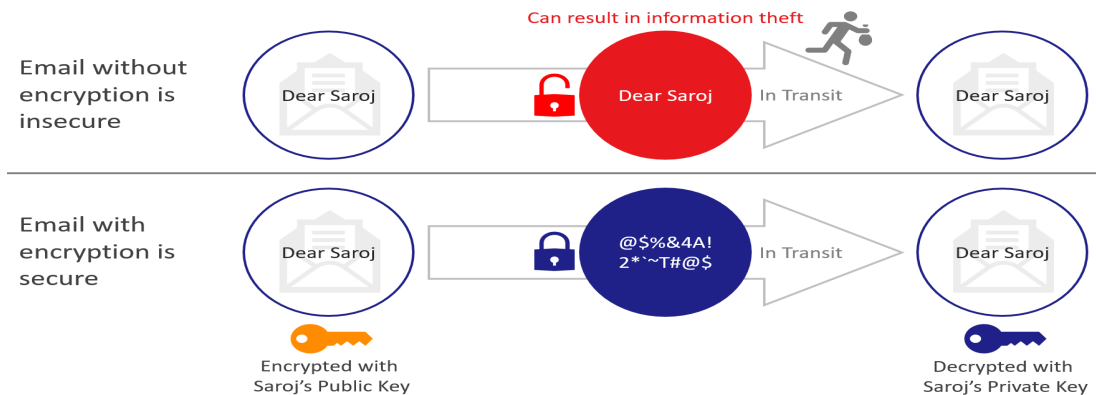 Can result in information theft
Email without
encryption is
insecure
Dear Saroj
Dear Saroj
In Transit
Dear Saroj
Email with
encryption is
secure
Dear Saroj
@$%&4A!
2*`~T#@$
In Transit
Dear Saroj
Encrypted with
Saroj’s Public Key
Decrypted with
Saroj’s Private Key